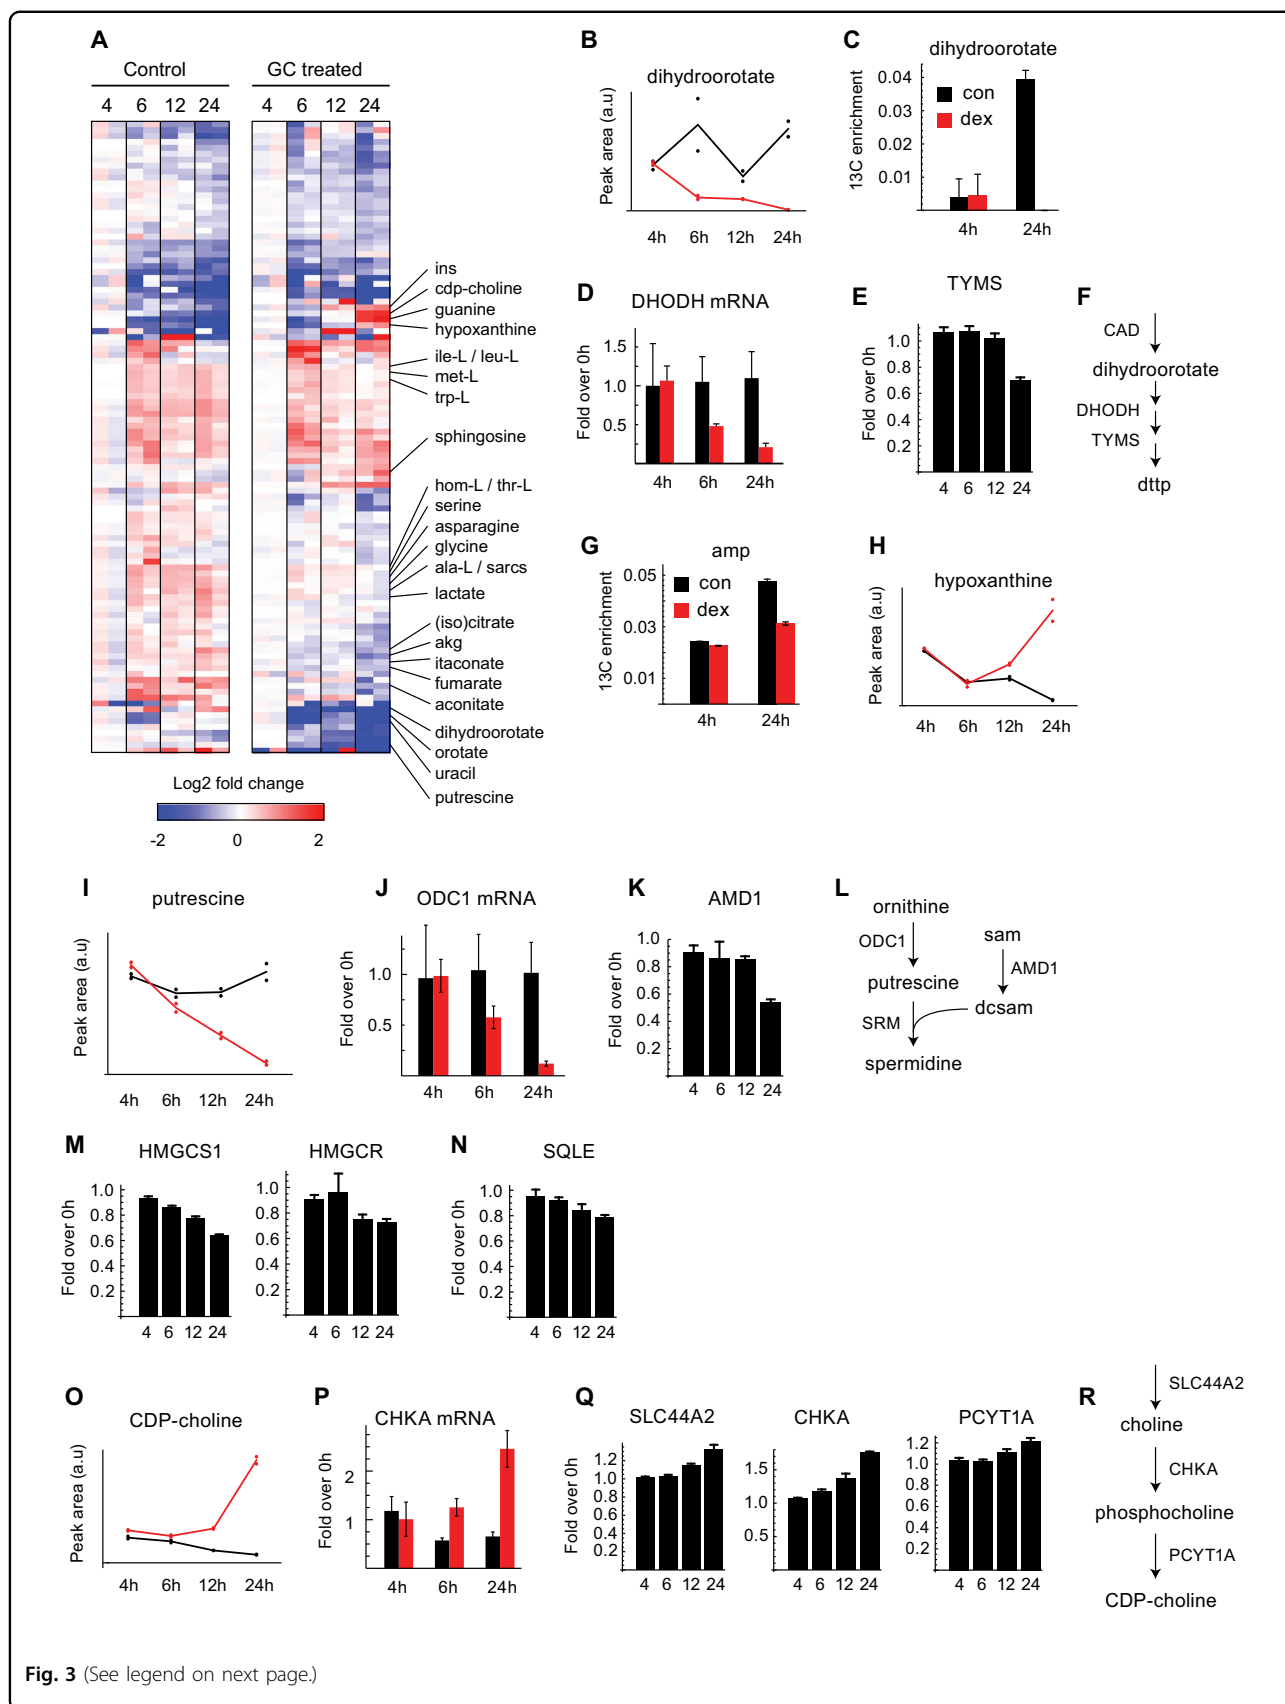 A
Control
GC treated
4 6 12 24
4 6 12 24
ins
cdp-choline
guanine
hypoxanthine
ile-L / leu-L
met-L
trp-L
sphingosine
hom-L / thr-L
serine
asparagine
glycine
ala-L / sarcs
lactate
(iso)citrate
akg
itaconate
fumarate
aconitate
dihydroorotate
orotate
uracil
putrescine
Log2 fold change
-2 0 2
B
dihydroorotate
Peak area (a.u)
4h 6h 12h 24h
C
dihydroorotate
13C enrichment
0.04
0.03
0.02
0.01
con
dex
4h 24h
D
DHODH mRNA
Fold over 0h
1.5
1.0
0.5
4h 6h 24h
E
TYMS
Fold over 0h
1.0
0.8
0.6
0.4
0.2
4 6 12 24
F
CAD
dihydroorotate
DHODH
TYMS
dttp
G
amp
13C enrichment
0.05
0.03
0.01
con
dex
4h 24h
H
hypoxanthine
Peak area (a.u)
4h 6h 12h 24h
I
putrescine
Peak area (a.u)
4h 6h 12h 24h
J
ODC1 mRNA
Fold over 0h
1.0
0.5
4h 6h 24h
K
AMD1
Fold over 0h
1.0
0.8
0.6
0.4
0.2
4 6 12 24
L
ornithine
ODC1
sam
AMD1
putrescine
dcsam
SRM
spermidine
M
HMGCS1
Fold over 0h
1.0
0.8
0.6
0.4
0.2
4 6 12 24
HMGCR
1.0
0.8
0.6
0.4
0.2
4 6 12 24
N
SQLE
Fold over 0h
1.0
0.8
0.6
0.4
0.2
4 6 12 24
O
CDP-choline
Peak area (a.u)
4h 6h 12h 24h
P
CHKA mRNA
Fold over 0h
2
1
4h 6h 24h
Q
SLC44A2
Fold over 0h
1.2
1.0
0.8
0.6
0.4
0.2
4 6 12 24
CHKA
1.5
1.0
0.5
4 6 12 24
PCYT1A
1.2
1.0
0.8
0.6
0.4
0.2
4 6 12 24
R
SLC44A2
choline
CHKA
phosphocholine
PCYT1A
CDP-choline
Fig. 3 (See legend on next page.)